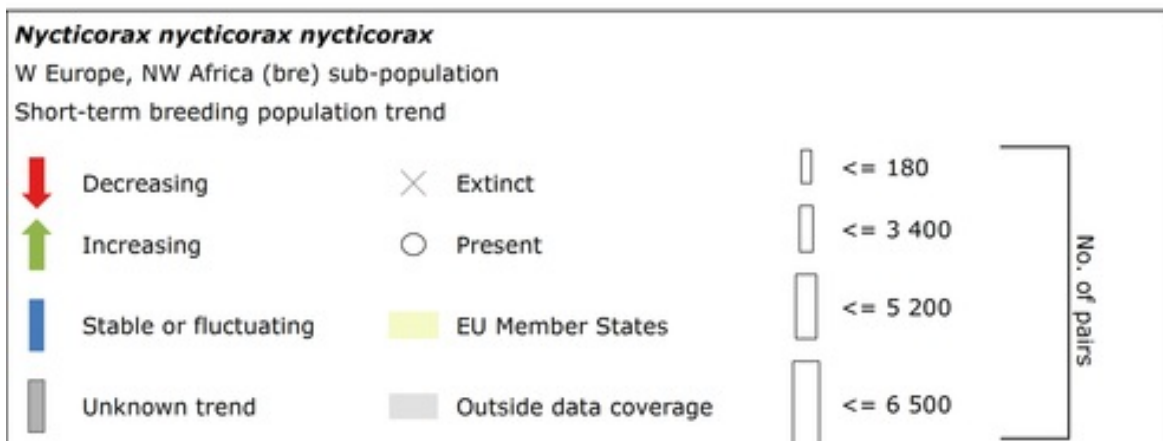 Nycticorax nycticorax nycticorax
W Europe, NW Africa (bre) sub-population
Short-term breeding population trend
Decreasing
Increasing
Stable or fluctuating
Unknown trend
Extinct
Present
EU Member States
Outside data coverage
<= 180
<= 3 400
<= 5 200
<= 6 500
No. of pairs